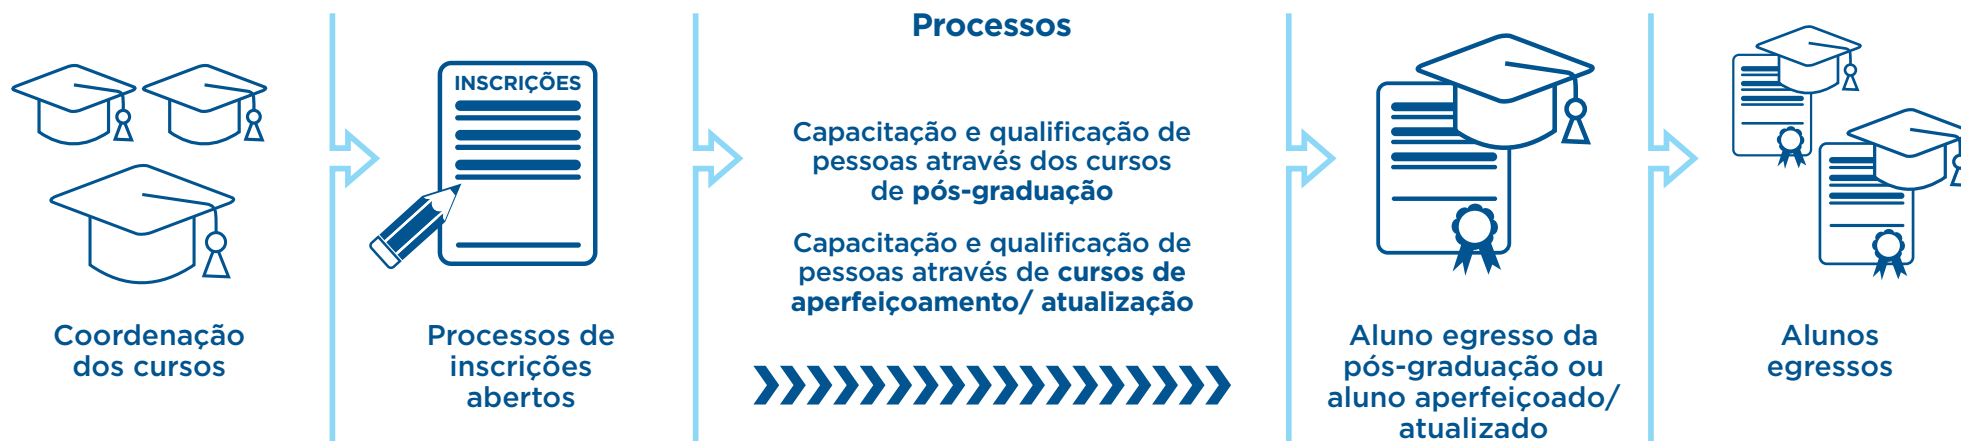 Coordenação
dos cursos
INSCRIÇÕES
Processos de
inscrições
abertos
Processos
Capacitação e qualificação de
pessoas através dos cursos
de pós-graduação
Capacitação e qualificação de
pessoas através de cursos de
aperfeiçoamento/ atualização
Aluno egresso da
pós-graduação ou
aluno aperfeiçoado/
atualizado
Alunos
egressos